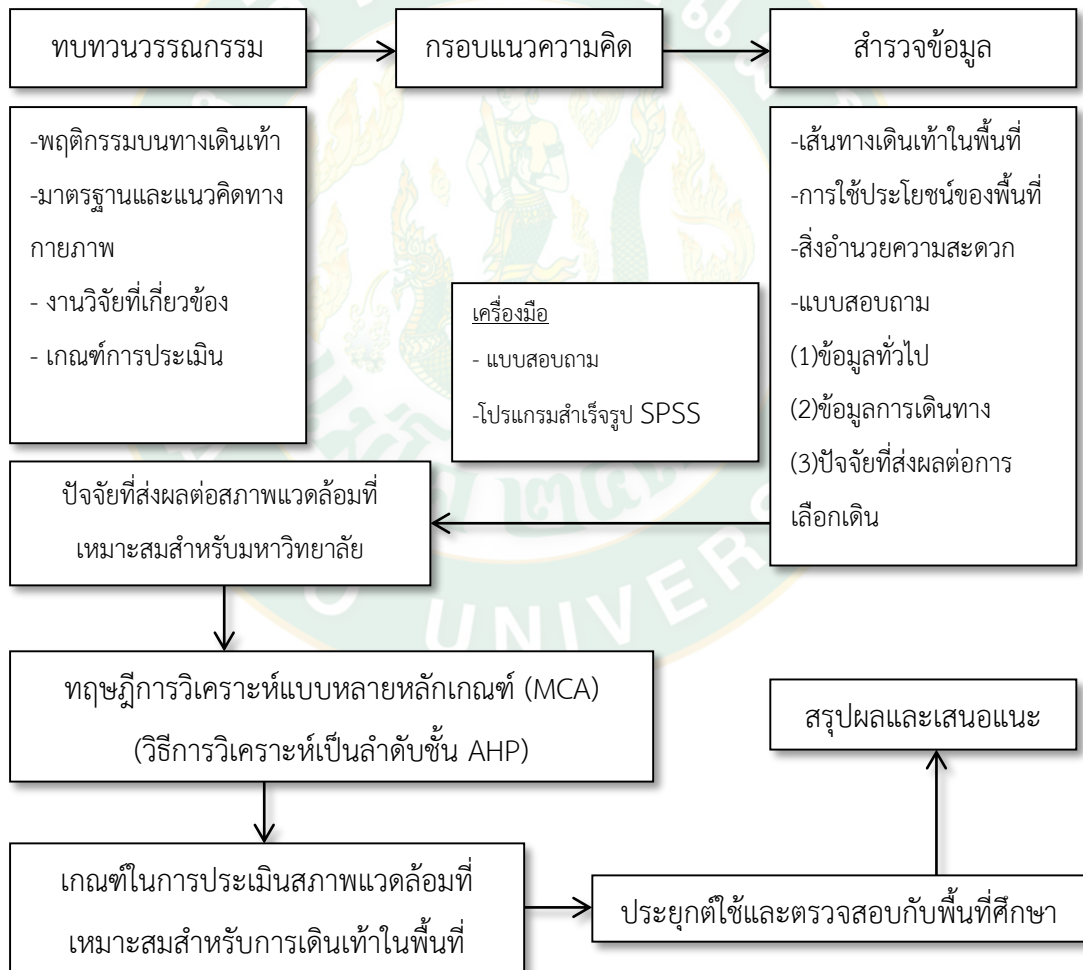 ทบทวนวรรณกรรม
กรอบแนวความคิด
สำรวจข้อมูล
-พฤติกรรมบนทางเดินเท้า
-มาตรฐานและแนวคิดทาง
กายภาพ
- งานวิจัยที่เกี่ยวข้อง
- เกณฑ์การประเมิน
เครื่องมือ
- แบบสอบถาม
-โปรแกรมสำเร็จรูป SPSS
-เส้นทางเดินเท้าในพื้นที่
-การใช้ประโยชน์ของพื้นที่
-สิ่งอำนวยความสะดวก
-แบบสอบถาม
(1)ข้อมูลทั่วไป
(2)ข้อมูลการเดินทาง
(3)ปัจจัยที่ส่งผลต่อการ
เลือกเดิน
ปัจจัยที่ส่งผลต่อสภาพแวดล้อมที่
เหมาะสมสำหรับมหาวิทยาลัย
ทฤษฎีการวิเคราะห์แบบหลายหลักเกณฑ์ (MCA)
(วิธีการวิเคราะห์เป็นลำดับชั้น AHP)
เกณฑ์ในการประเมินสภาพแวดล้อมที่
เหมาะสมสำหรับการเดินเท้าในพื้นที่
ประยุกต์ใช้และตรวจสอบกับพื้นที่ศึกษา
สรุปผลและเสนอแนะ
UNIVERS